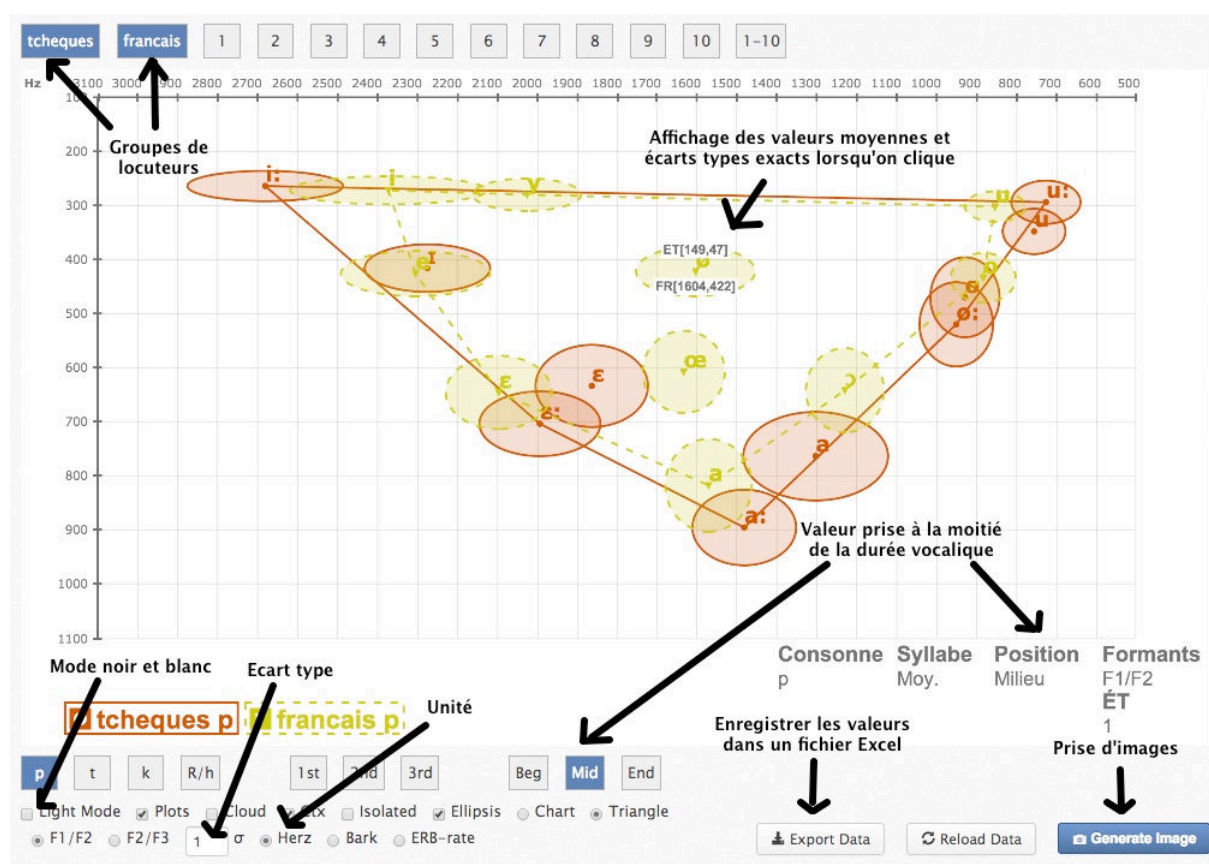 tcheques francais 1 2 3 4 5 6 7 8 9 10 1-10
Hz 3100 3000 2900 2800 2700 2600 2500 2400 2300 2200 2100 2000 1900 1800 1700 1600 1500 1400 1300 1200 1100 1000 900 800 700 600 500
100
Groupes de
locuteurs
Affichage des valeurs moyennes et
écarts types exacts lorsqu'on clique
200
i: i y u u:
300
u
400
e ɪ ET[149,47] ø o
FR[1604,422]
500
o o:
600
ɛ ɛ œ ɔ
700
ɛ:
800
a a
900
a:
Valeur prise à la moitié
de la durée vocalique
1000
1100
Mode noir et blanc
Ecart type
Unité
Consonne Syllabe Position Formants
p Moy. Milieu F1/F2
ÉT
1
tcheques p francais p
Enregistrer les valeurs
dans un fichier Excel
Prise d'images
p t k R/h 1st 2nd 3rd Beg Mid End
Light Mode Plots Cloud Ctx Isolated Ellipsis Chart Triangle
F1/F2 F2/F3 1 σ Herz Bark ERB-rate
Export Data Reload Data Generate Image